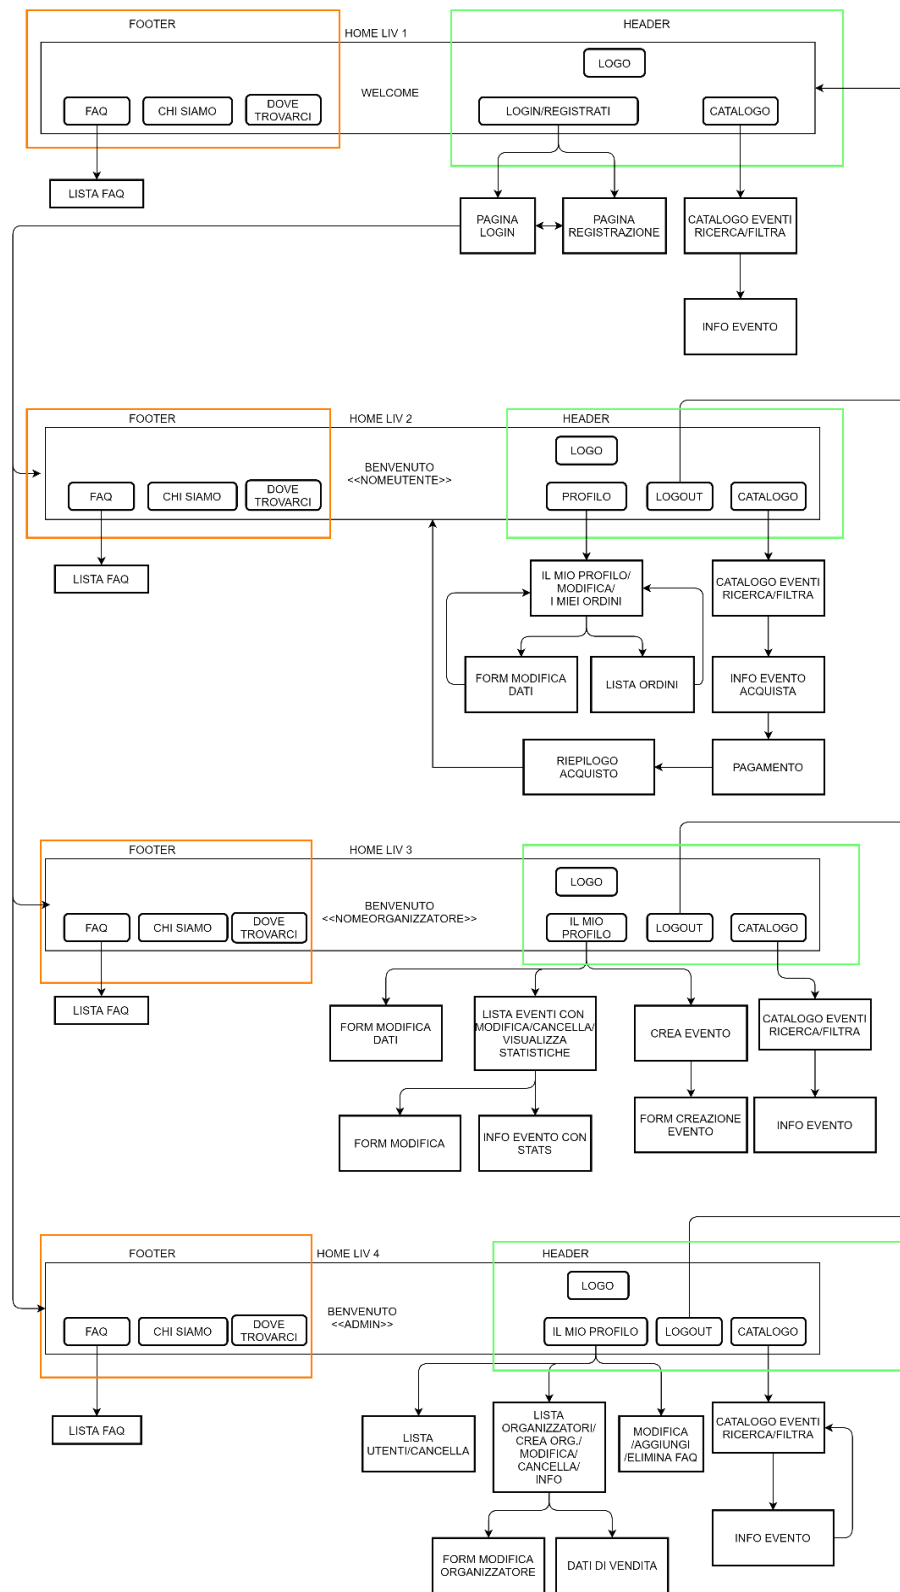 FOOTER
HOME LIV 1
HEADER
LOGO
WELCOME
FAQ
CHI SIAMO
DOVE
TROVARCI
LOGIN/REGISTRATI
CATALOGO
LISTA FAQ
PAGINA
LOGIN
PAGINA
REGISTRAZIONE
CATALOGO EVENTI
RICERCA/FILTRA
INFO EVENTO
FOOTER
HOME LIV 2
HEADER
LOGO
BENVENUTO
<<NOMEUTENTE>>
FAQ
CHI SIAMO
DOVE
TROVARCI
PROFILO
LOGOUT
CATALOGO
LISTA FAQ
IL MIO PROFILO/
MODIFICA/
I MIEI ORDINI
CATALOGO EVENTI
RICERCA/FILTRA
FORM MODIFICA
DATI
LISTA ORDINI
INFO EVENTO
ACQUISTA
RIEPILOGO
ACQUISTO
PAGAMENTO
FOOTER
HOME LIV 3
LOGO
BENVENUTO
<<NOMEORGANIZZATORE>>
FAQ
CHI SIAMO
DOVE
TROVARCI
IL MIO
PROFILO
LOGOUT
CATALOGO
LISTA FAQ
FORM MODIFICA
DATI
LISTA EVENTI CON
MODIFICA/CANCELLA/
VISUALIZZA
STATISTICHE
CREA EVENTO
CATALOGO EVENTI
RICERCA/FILTRA
FORM MODIFICA
INFO EVENTO CON
STATS
FORM CREAZIONE
EVENTO
INFO EVENTO
FOOTER
HOME LIV 4
HEADER
LOGO
BENVENUTO
<<ADMIN>>
FAQ
CHI SIAMO
DOVE
TROVARCI
IL MIO PROFILO
LOGOUT
CATALOGO
LISTA FAQ
LISTA
UTENTI/CANCELLA
LISTA
ORGANIZZATORI/
CREA ORG./
MODIFICA/
CANCELLA/
INFO
MODIFICA
/AGGIUNGI
/ELIMINA FAQ
CATALOGO EVENTI
RICERCA/FILTRA
FORM MODIFICA
ORGANIZZATORE
DATI DI VENDITA
INFO EVENTO